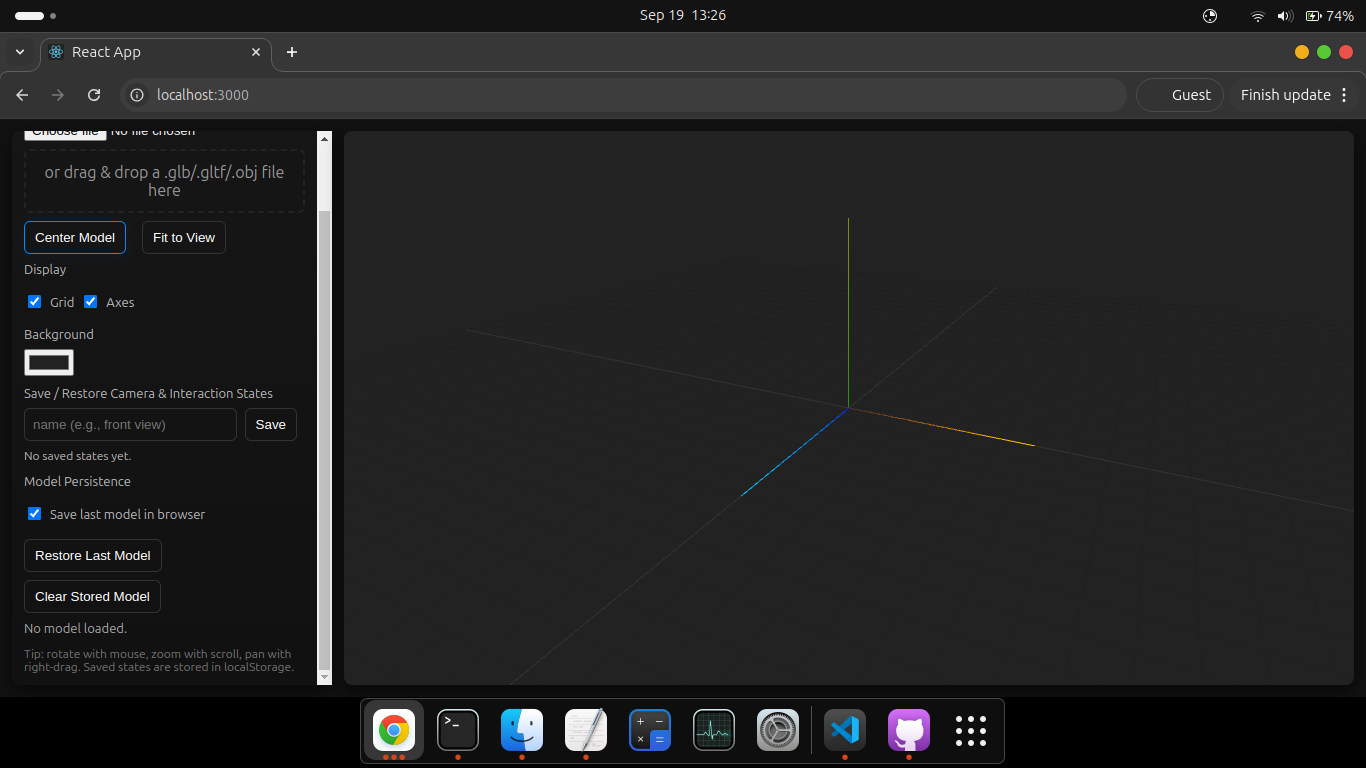 Sep 19 13:26
74%
React App
localhost:3000
Guest
Finish update
Choose file No file chosen
or drag & drop a .glb/.gltf/.obj file
here
Center Model
Fit to View
Display
Grid
Axes
Background
Save / Restore Camera & Interaction States
name (e.g., front view)
Save
No saved states yet.
Model Persistence
Save last model in browser
Restore Last Model
Clear Stored Model
No model loaded.
Tip: rotate with mouse, zoom with scroll, pan with
right-drag. Saved states are stored in localStorage.